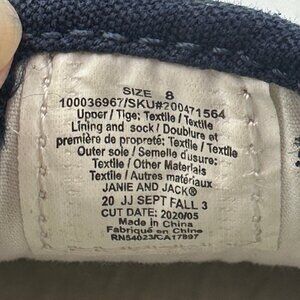 SIZE 8
100036967/SKU#200471564
Upper / Tige: Textile / Textile
Lining and sock / Doublure et
première de propreté: Textile / Textile
Outer sole / Semelle d'usure:
Textile / Other Materials
Textile / Autres matériaux
JANIE AND JACK®
20 JJ SEPT FALL 3
CUT DATE: 2020/05
Made in China
Fabriqué en Chine
RN54023/CA17897